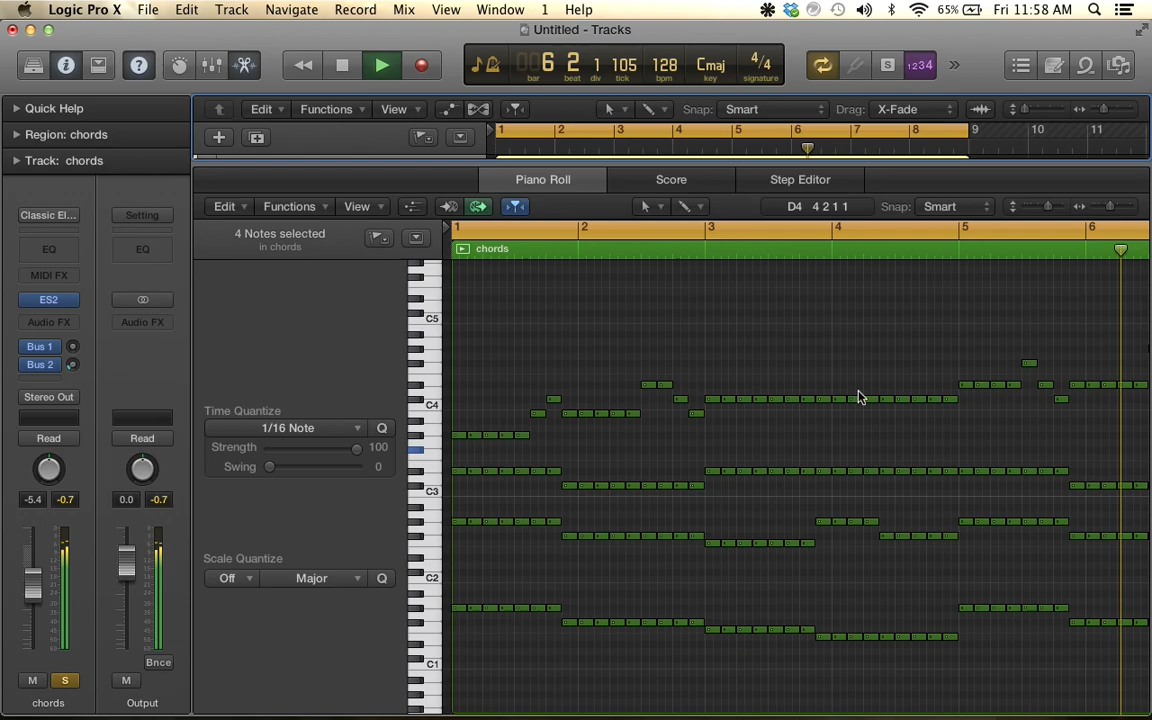 Logic Pro X File Edit Track Navigate Record Mix View Window 1 Help 65% Fri 11:58 AM
Untitled - Tracks
6 2 1 105 128 Cmaj 4/4
bar beat div tick bpm key signature
S 1234
Quick Help
Region: chords
Track: chords
Edit Functions View Snap: Smart Drag: X-Fade
1 2 3 4 5 6 7 8 9 10 11
Piano Roll Score Step Editor
Edit Functions View D4 4 2 1 1 Snap: Smart
4 Notes selected
in chords
1 2 3 4 5 6
chords
Classic El... Setting
EQ EQ
MIDI FX
ES2
Audio FX Audio FX
Bus 1
Bus 2
Stereo Out
Read Read
-5.4 -0.7 0.0 -0.7
Bnce
M S M
chords Output
Time Quantize
1/16 Note Q
Strength 100
Swing 0
Scale Quantize
Off Major Q
C5
C4
C3
C2
C1